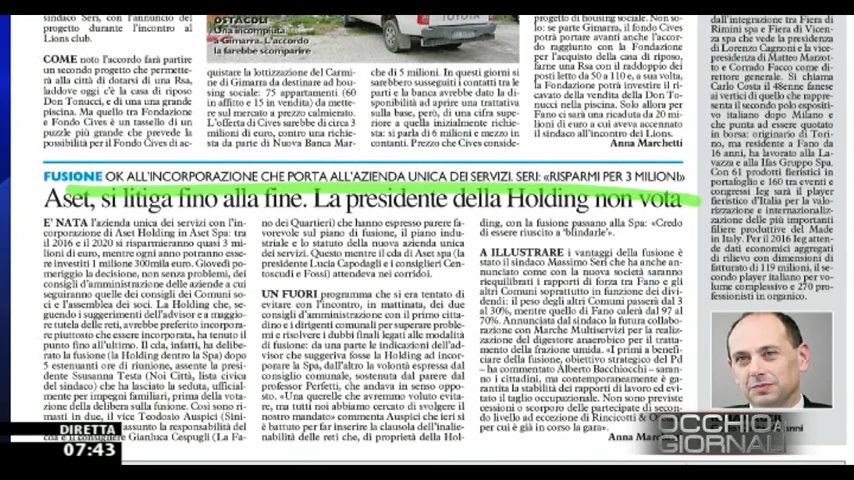 sindaco Seri, con l'annuncio del
progetto durante l'incontro al
Lions club.
COME noto l'accordo farà partire
un secondo progetto che permette-
rà alla città di dotarsi di una Rsa,
laddove oggi c'è la casa di riposo
Don Tonucci, e di una una grande
piscina. Ma quello tra Fondazione
e Fondo Cives è un tassello di un
puzzle più grande che prevede la
possibilità per il Fondo Cives di ac-
OSTACOLI
Una incompiuta
a Gimarra. L'accordo
la farebbe scomparire
TOYOTA
quistare la lottizzazione del Carmi-
ne di Gimarra da destinare ad hou-
sing sociale: 75 appartamenti (60
in affitto e 15 in vendita) da mette-
re sul mercato a prezzo calmierato.
L'offerta di Cives sarebbe di circa 3
milioni di euro, contro una richie-
sta da parte di Nuova Banca Mar-
che di 5 milioni. In questi giorni si
sarebbero susseguiti i contatti tra le
parti e la banca avrebbe dato la di-
sponibilità ad aprire una trattativa
sulla base, però, di una cifra supe-
riore a quella inizialmente richie-
sta: si parla di 6 milioni e mezzo in
contanti. Prezzo che Cives conside-
progetto di housing sociale. Non so-
lo: se parte Gimarra, il fondo Cives
potrà portare avanti anche l'accor-
do raggiunto con la Fondazione
per l'acquisto della casa di riposo,
farne una Rsa con il raddoppio dei
posti letto da 50 a 110 e, a sua volta,
la Fondazione potrà investire il ri-
cavato della vendita della Don To-
nucci nella piscina. Solo allora per
Fano ci sarà una ricaduta da 20 mi-
lioni di euro a cui aveva accennato
il sindaco all'incontro dei Lions.
Anna Marchetti
dall'integrazione tra Fiera di
Rimini spa e Fiera di Vicen-
za spa che vede la presidenza
di Lorenzo Cagnoni e la vice-
presidenza di Matteo Marzot-
to e Corrado Facco come di-
rettore generale. Si chiama
Carlo Costa il 48enne fanese
ai vertici di quello che rappre-
senta il secondo polo espositi-
vo italiano dopo Milano e
che punta ad essere quotato
in borsa: originario di Tori-
no, ma residente a Fano da
16 anni, ha lavorato alla La-
vazza e alla Ifas Gruppo Spa.
Con 61 prodotti fieristici in
portafoglio e 160 tra eventi e
congressi Ieg sarà il player
fieristico d'Italia per la valo-
rizzazione e internazionaliz-
zazione delle più importanti
filiere produttive del Made
in Italy. Per il 2016 Ieg atten-
de dati economici aggregati
di rilievo con dimensioni di
fatturato di 119 milioni, il se-
condo player italiano per vo-
lume complessivo e 270 pro-
fessionisti in organico.
FUSIONE OK ALL'INCORPORAZIONE CHE PORTA ALL'AZIENDA UNICA DEI SERVIZI. SERI: «RISPARMI PER 3 MILIONI»
Aset, si litiga fino alla fine. La presidente della Holding non vota
E' NATA l'azienda unica dei servizi con l'in-
corporazione di Aset Holding in Aset Spa: tra
il 2016 e il 2020 si risparmieranno quasi 3 mi-
lioni di euro, mentre ogni anno potranno esse-
re investiti 1 milione 300mila euro. Giovedì po-
meriggio la decisione, non senza problemi, dei
consigli d'amministrazione delle aziende a cui
seguiranno quelle dei consigli dei Comuni so-
ci e l'assemblea dei soci. La Holding che, se-
guendo i suggerimenti dell'advisor e a maggio-
re tutela delle reti, avrebbe preferito incorpora-
re piuttosto che essere incorporata, ha tenuto il
punto fino all'ultimo. Il cda, infatti, ha delibe-
rato la fusione (la Holding dentro la Spa) dopo
5 estenuanti ore di riunione, assente la presi-
dente Susanna Testa (Noi Città, lista civica
del sindaco) che ha lasciato la seduta, ufficial-
mente per impegni familiari, prima della vota-
zione della delibera sulla fusione. Così sono ri-
masti in due, il vice Teodosio Auspici (Sini-
assunto la responsabilità del
e il consigliere Gianluca Cespugli (La Fa-
no dei Quartieri) che hanno espresso parere fa-
vorevole sul piano di fusione, il piano indu-
striale e lo statuto della nuova azienda unica
dei servizi. Questo mentre il cda di Aset spa (la
presidente Lucia Capodagli e i consiglieri Cen-
toscudi e Fossi) attendeva nei corridoi.
UN FUORI programma che si era tentato di
evitare con l'incontro, in mattinata, dei due
consigli d'amministrazione con il primo citta-
dino e i dirigenti comunali per superare proble-
mi e risolvere i dubbi finali legati alle modalità
di fusione: da una parte le indicazioni dell'ad-
visor che suggeriva fosse la Holding ad incor-
porare la Spa, dall'altro la volontà espressa dal
consiglio comunale, sostenuta dal parere dal
professor Perfetti, che andava in senso oppo-
sto. «Una querelle che avremmo voluto evita-
re, ma tutti noi abbiamo cercato di svolgere il
nostro mandato» commenta Auspici che ieri si
è battuto per far inserire la clausola dell'inalie-
nabilità delle reti che, di proprietà della Hol-
ding, con la fusione passano alla Spa: «Credo
di essere riuscito a 'blindarle'».
A ILLUSTRARE i vantaggi della fusione è
stato il sindaco Massimo Seri che ha anche an-
nunciato come con la nuova società saranno
riequilibrati i rapporti di forza tra Fano e gli
altri Comuni soprattutto in funzione dei divi-
dendi: il peso degli altri Comuni passerà dal 3
al 30%, mentre quello di Fano calerà dal 97 al
70%. Annunciata dal sindaco la futura collabo-
razione con Marche Multiservizi per la realiz-
zazione del digestore anaerobico per il tratta-
mento della frazione umida. «I primi a benefi-
ciare della fusione, obiettivo strategico del Pd
– ha commentato Alberto Bacchiocchi – saran-
no i cittadini, ma contemporaneamente è ga-
rantita la stabilità dei rapporti di lavoro ed evi-
tato il taglio occupazionale. Non sono previste
cessioni o scorporo delle partecipate di secon-
do livello ad eccezione di Rincicotti &
per cui è già in corso la gara».
Anna
anni
OCCHIO AI
GIORNALI
DIRETTA
07:43